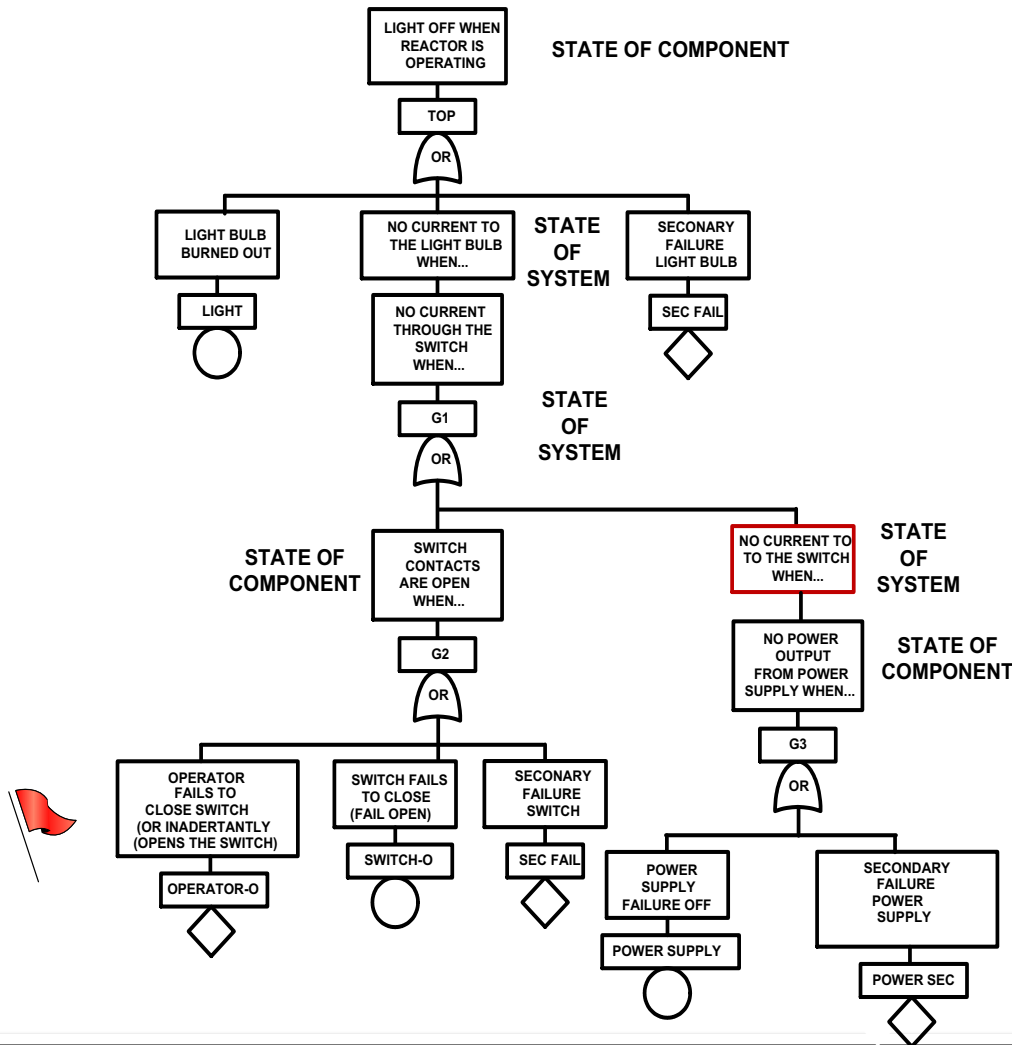 LIGHT OFF WHEN
REACTOR IS
OPERATING
STATE OF COMPONENT
TOP
OR
LIGHT BULB
BURNED OUT
NO CURRENT TO
THE LIGHT BULB
WHEN...
STATE
OF
SYSTEM
SECONARY
FAILURE
LIGHT BULB
LIGHT
NO CURRENT
THROUGH THE
SWITCH
WHEN...
SEC FAIL
G1
STATE
OF
SYSTEM
OR
STATE OF
COMPONENT
SWITCH
CONTACTS
ARE OPEN
WHEN...
NO CURRENT TO
TO THE SWITCH
WHEN...
STATE
OF
SYSTEM
G2
OR
NO POWER
OUTPUT
FROM POWER
SUPPLY WHEN...
STATE OF
COMPONENT
G3
OR
OPERATOR
FAILS TO
CLOSE SWITCH
(OR INADERTANTLY
(OPENS THE SWITCH)
SWITCH FAILS
TO CLOSE
(FAIL OPEN)
SECONARY
FAILURE
SWITCH
OPERATOR-O
SWITCH-O
SEC FAIL
POWER
SUPPLY
FAILURE OFF
SECONDARY
FAILURE
POWER
SUPPLY
POWER SUPPLY
POWER SEC